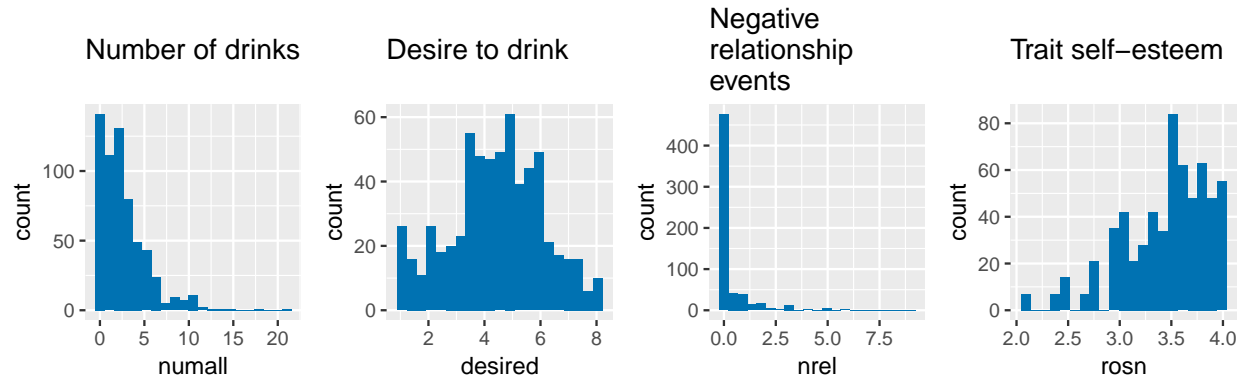 Number of drinks
0
50
100
0 5 10 15 20
numall
count
Desire to drink
0
20
40
60
2 4 6 8
desired
count
Negative
relationship
events
0
100
200
300
400
0.0 2.5 5.0 7.5
nrel
count
Trait self−esteem
0
20
40
60
80
2.0 2.5 3.0 3.5 4.0
rosn
count